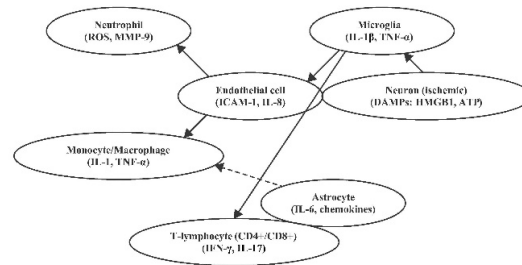 Neutrophil
(ROS, MMP-9)
Microglia
(IL-1β, TNF-α)
Endothelial cell
(ICAM-1, IL-8)
Neuron (ischemic)
(DAMPs: HMGB1, ATP)
Monocyte/Macrophage
(IL-1, TNF-α)
Astrocyte
(IL-6, chemokines)
T-lymphocyte (CD4+/CD8+)
(IFN-γ, IL-17)